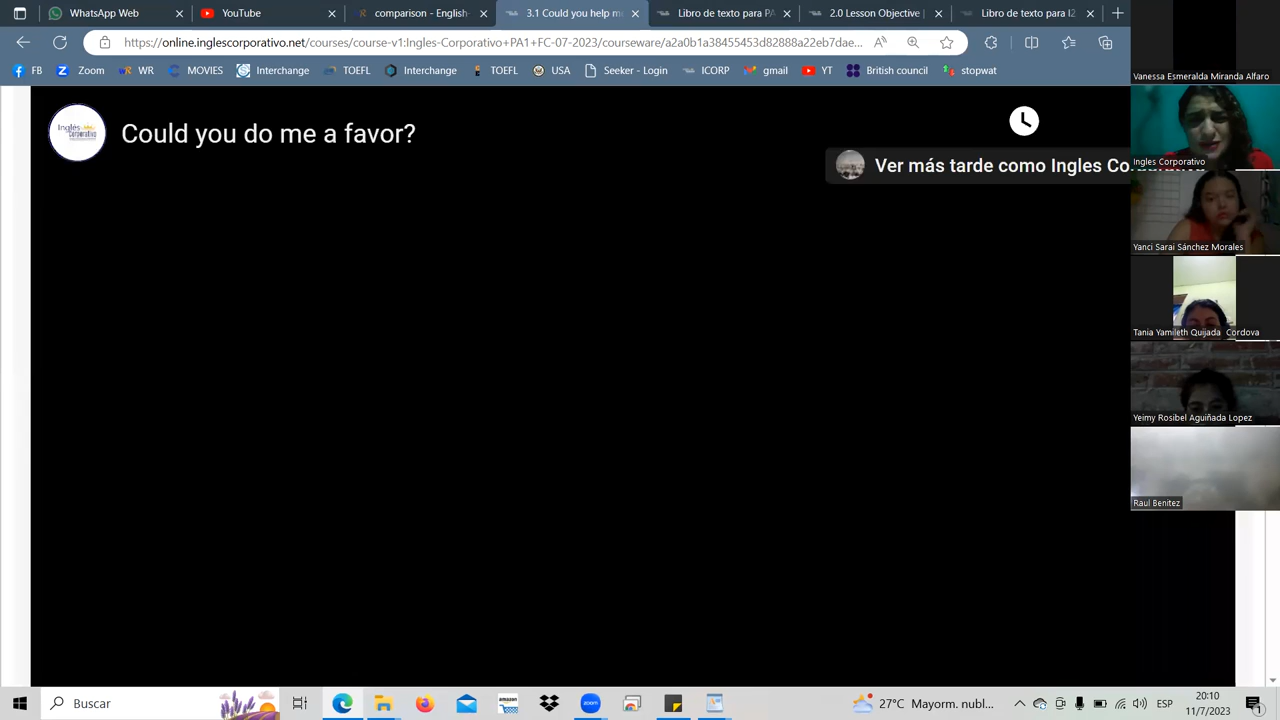 WhatsApp Web
YouTube
comparison - English-
3.1 Could you help m
Libro de texto para PA
2.0 Lesson Objective |
Libro de texto para I2
https://online.inglescorporativo.net/courses/course-v1:Ingles-Corporativo+PA1+FC-07-2023/courseware/a2a0b1a38455453d82888a22eb7dae...
FB
Zoom
WR
MOVIES
Interchange
TOEFL
Interchange
TOEFL
USA
Seeker - Login
ICORP
gmail
YT
British council
stopwat
Inglés
Corporativo
Could you do me a favor?
Ver más tarde como Ingles Co
Vanessa Esmeralda Miranda Alfaro
Ingles Corporativo
Yanci Sarai Sánchez Morales
Tania Yamileth Quijada Cordova
Yeimy Rosibel Aguiñada Lopez
Raul Benitez
Buscar
amazon
zoom
27°C Mayorm. nubl...
ESP
20:10
11/7/2023
1